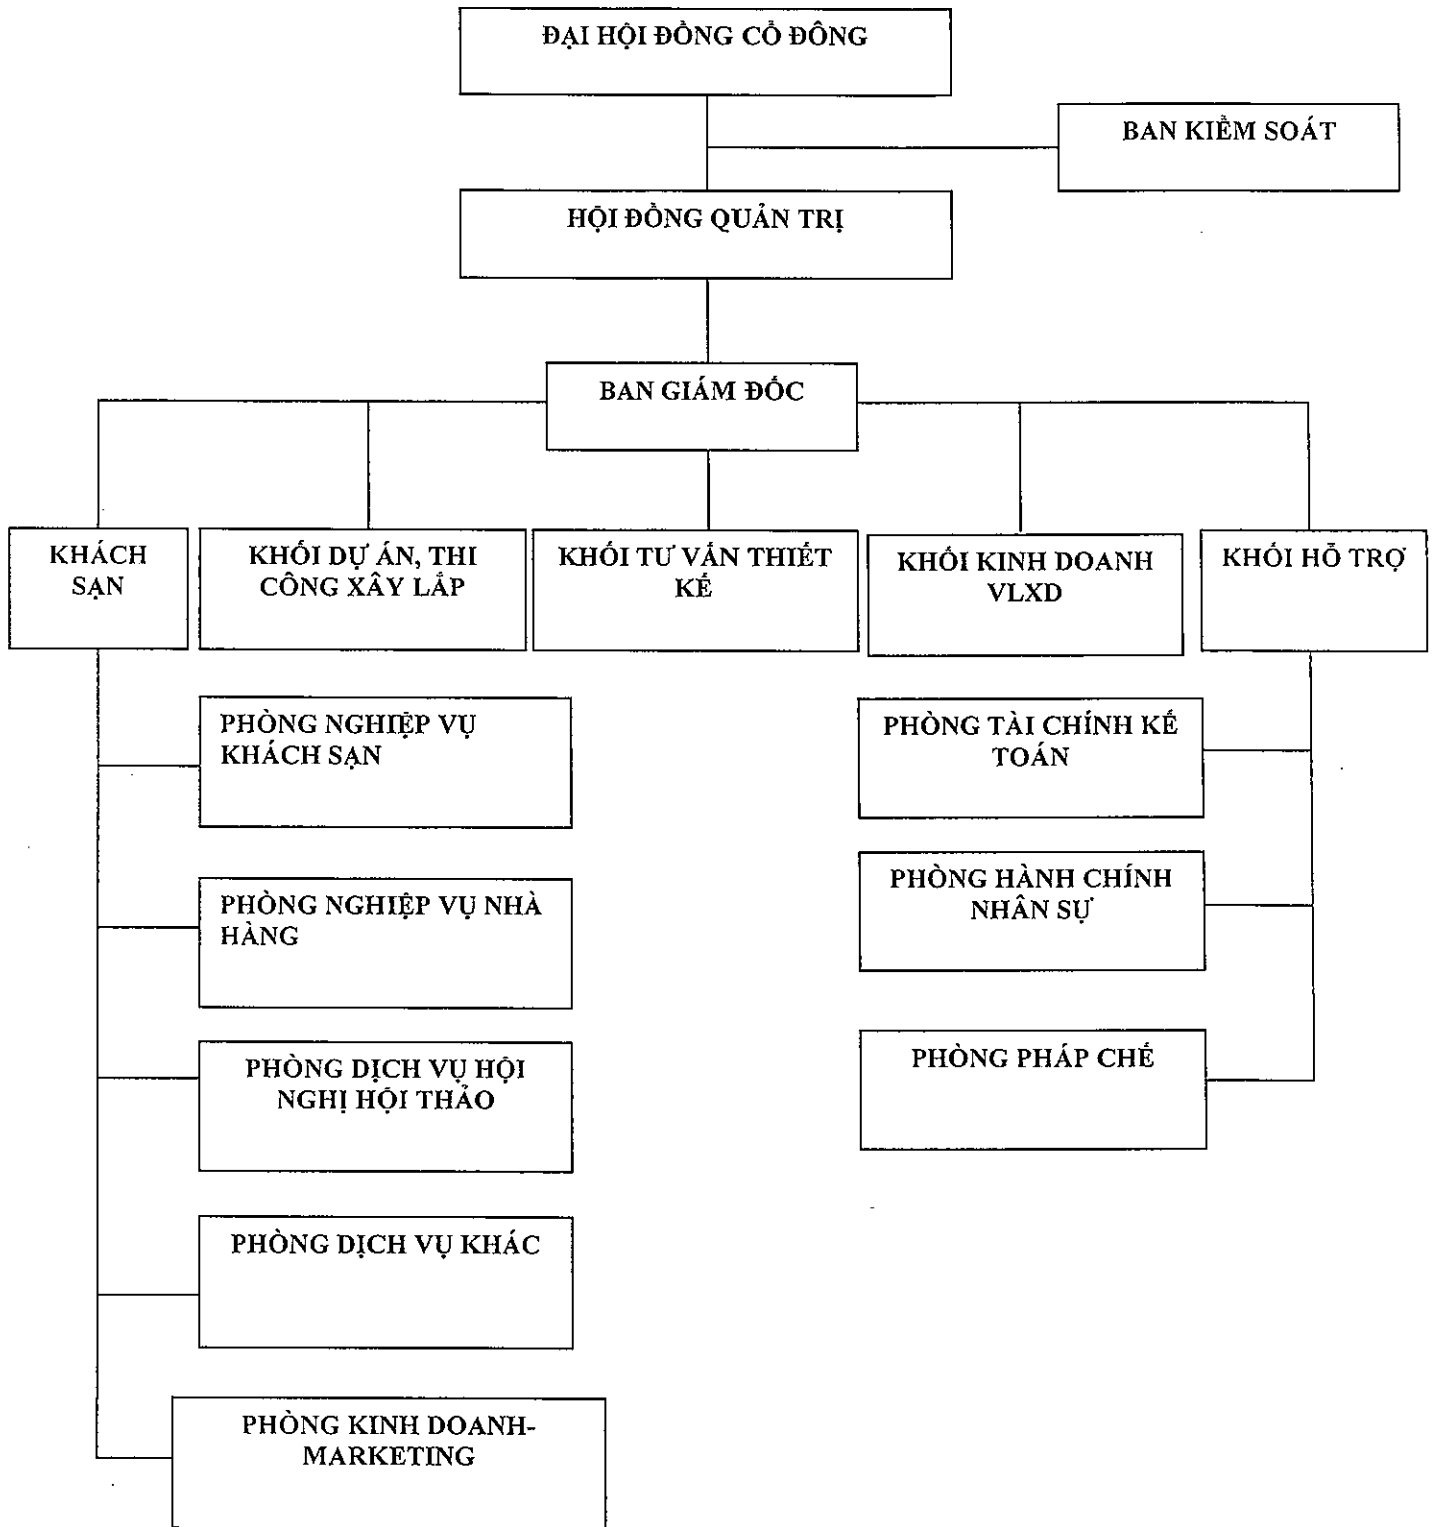 ĐẠI HỘI ĐỒNG CỔ ĐÔNG
BAN KIỂM SOÁT
HỘI ĐỒNG QUẢN TRỊ
BAN GIÁM ĐỐC
KHÁCH
SẠN
KHỐI DỰ ÁN, THI
CÔNG XÂY LẮP
KHỐI TƯ VẤN THIẾT
KẾ
KHỐI KINH DOANH
VLXD
KHỐI HỖ TRỢ
PHÒNG NGHIỆP VỤ
KHÁCH SẠN
PHÒNG TÀI CHÍNH KẾ
TOÁN
PHÒNG NGHIỆP VỤ NHÀ
HÀNG
PHÒNG HÀNH CHÍNH
NHÂN SỰ
PHÒNG DỊCH VỤ HỘI
NGHỊ HỘI THẢO
PHÒNG PHÁP CHẾ
PHÒNG DỊCH VỤ KHÁC
PHÒNG KINH DOANH-
MARKETING